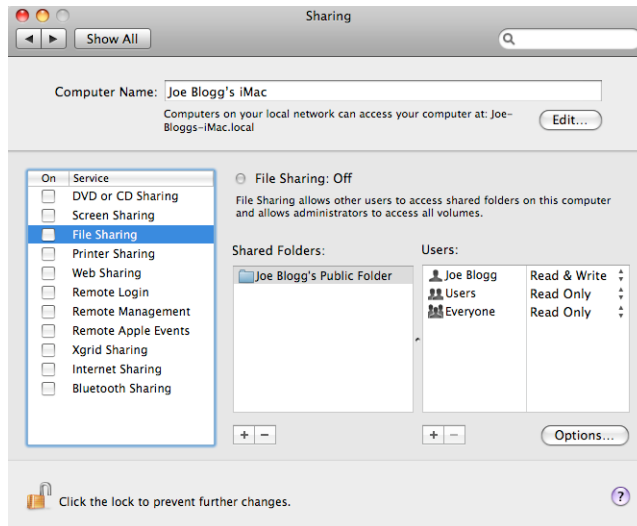 Sharing
Show All
Computer Name: Joe Blogg's iMac
Computers on your local network can access your computer at: Joe-
Bloggs-iMac.local
Edit...
On Service
DVD or CD Sharing
Screen Sharing
File Sharing
Printer Sharing
Web Sharing
Remote Login
Remote Management
Remote Apple Events
Xgrid Sharing
Internet Sharing
Bluetooth Sharing
File Sharing: Off
File Sharing allows other users to access shared folders on this computer
and allows administrators to access all volumes.
Shared Folders:
Joe Blogg's Public Folder
Users:
Joe Blogg Read & Write
Users Read Only
Everyone Read Only
+ −
+ −
Options...
Click the lock to prevent further changes.
?